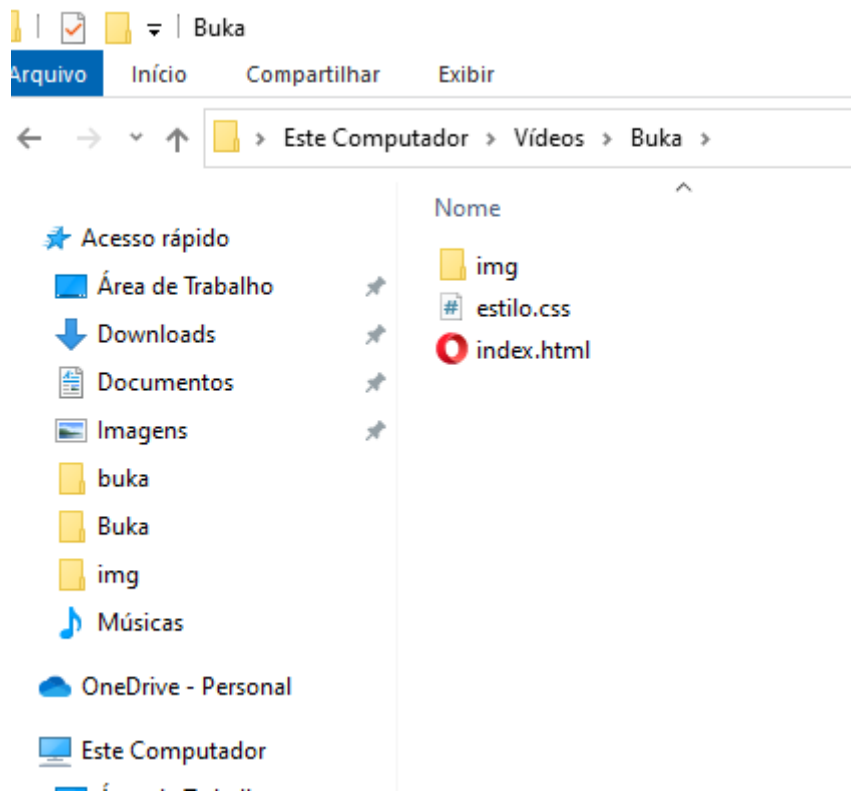 Buka
Arquivo Início Compartilhar Exibir
Este Computador > Vídeos > Buka >
Nome
img
estilo.css
index.html
Acesso rápido
Área de Trabalho
Downloads
Documentos
Imagens
buka
Buka
img
Músicas
OneDrive - Personal
Este Computador